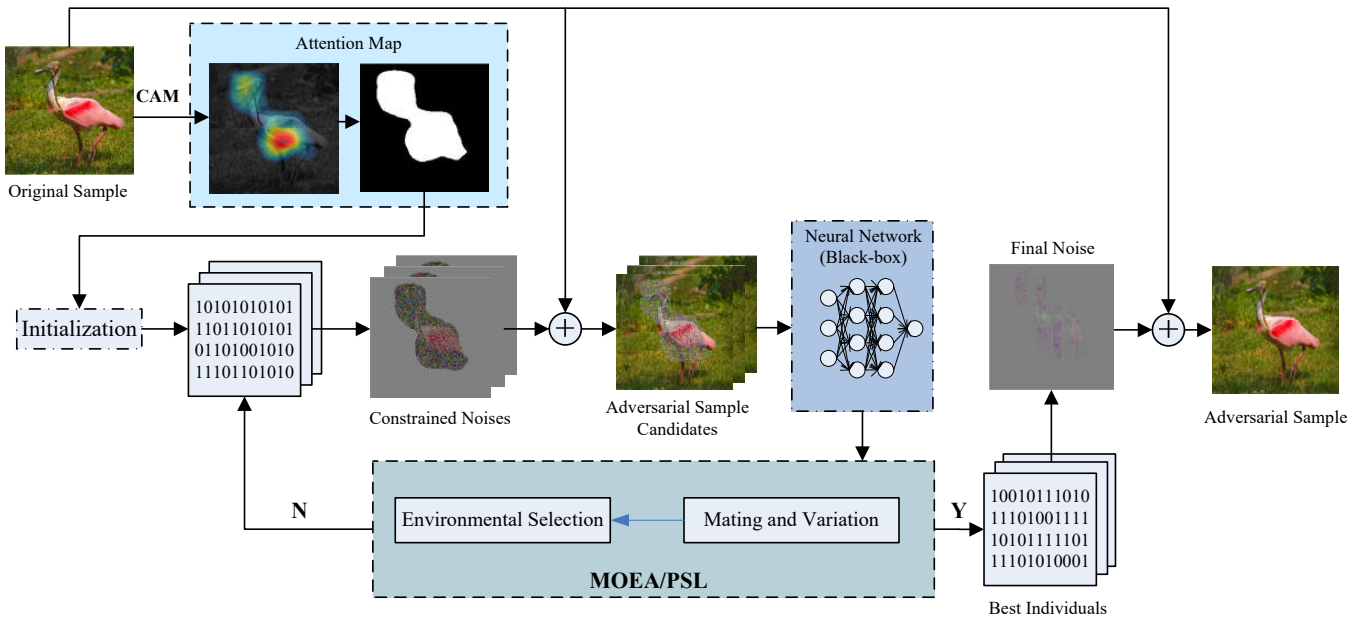 Attention Map
CAM
Original Sample
Neural Network
(Black-box)
Final Noise
Initialization
10101010101
11011010101
01101001010
11101101010
Constrained Noises
Adversarial Sample
Candidates
Adversarial Sample
N
Environmental Selection
Mating and Variation
Y
MOEA/PSL
10010111010
11101001111
10101111101
11101010001
Best Individuals